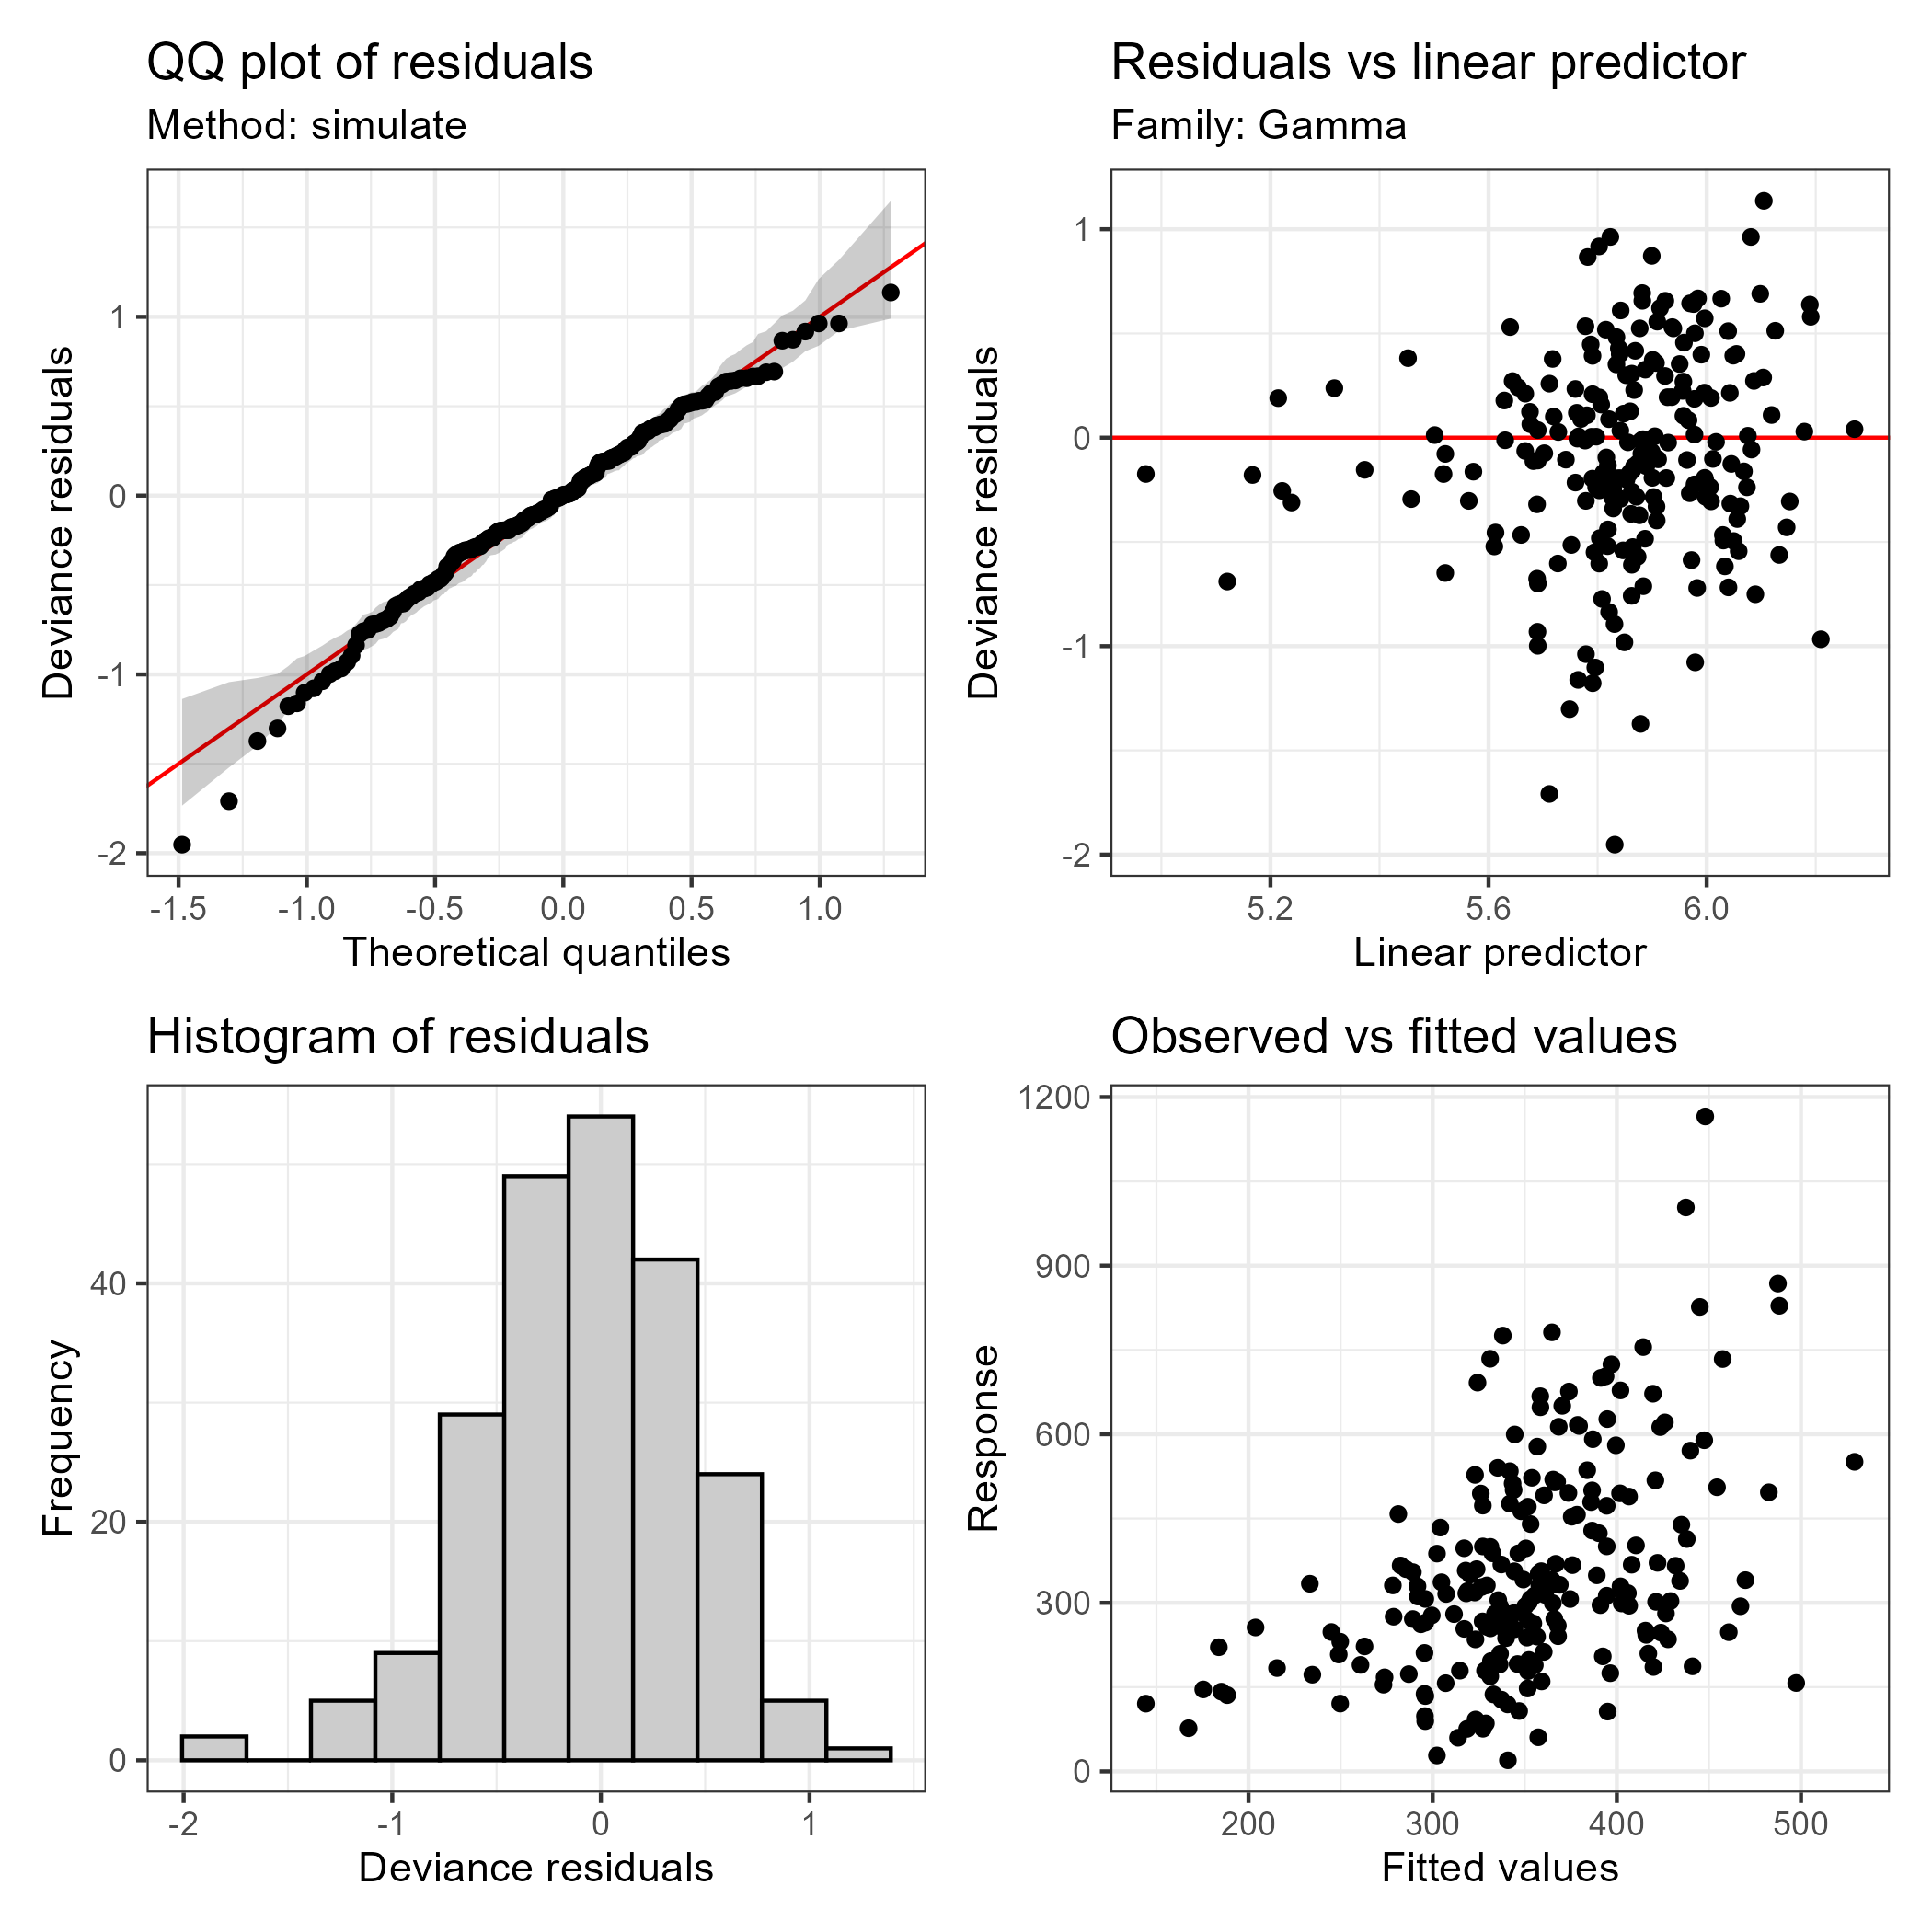 QQ plot of residuals
Method: simulate
1
0
-1
-2
-1.5 -1.0 -0.5 0.0 0.5 1.0
Deviance residuals
Theoretical quantiles
Residuals vs linear predictor
Family: Gamma
1
0
-1
-2
5.2 5.6 6.0
Deviance residuals
Linear predictor
Histogram of residuals
40
20
0
-2 -1 0 1
Frequency
Deviance residuals
Observed vs fitted values
1200
900
600
300
0
200 300 400 500
Response
Fitted values